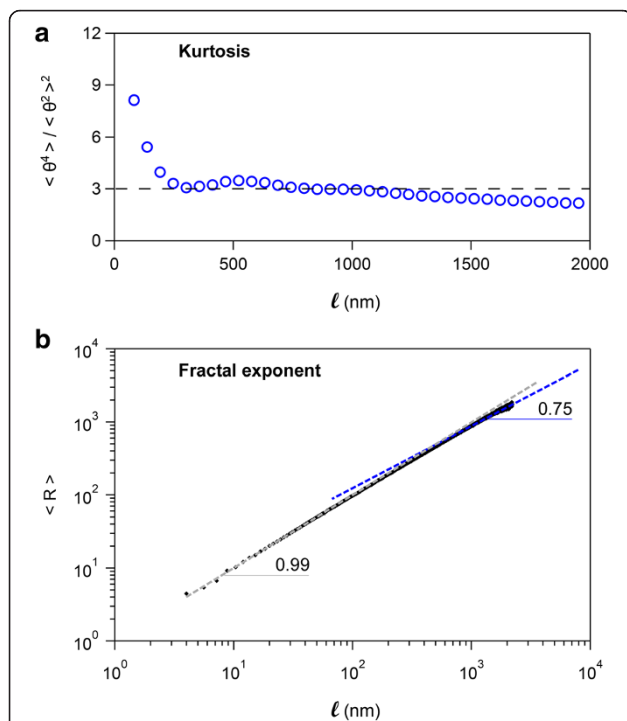 a
Kurtosis
< θ⁴ > / < θ² >²
12
9
6
3
0
0 500 1000 1500 2000
ℓ (nm)
b
Fractal exponent
< R >
10⁴
10³
10²
10¹
10⁰
0.75
0.99
10⁰ 10¹ 10² 10³ 10⁴
ℓ (nm)